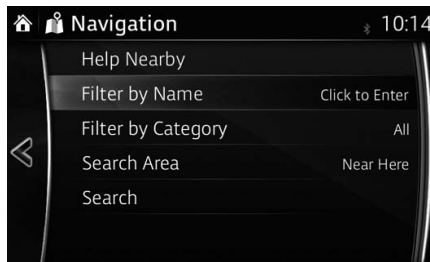 Navigation 10:14
Help Nearby
Filter by Name Click to Enter
Filter by Category All
Search Area Near Here
Search